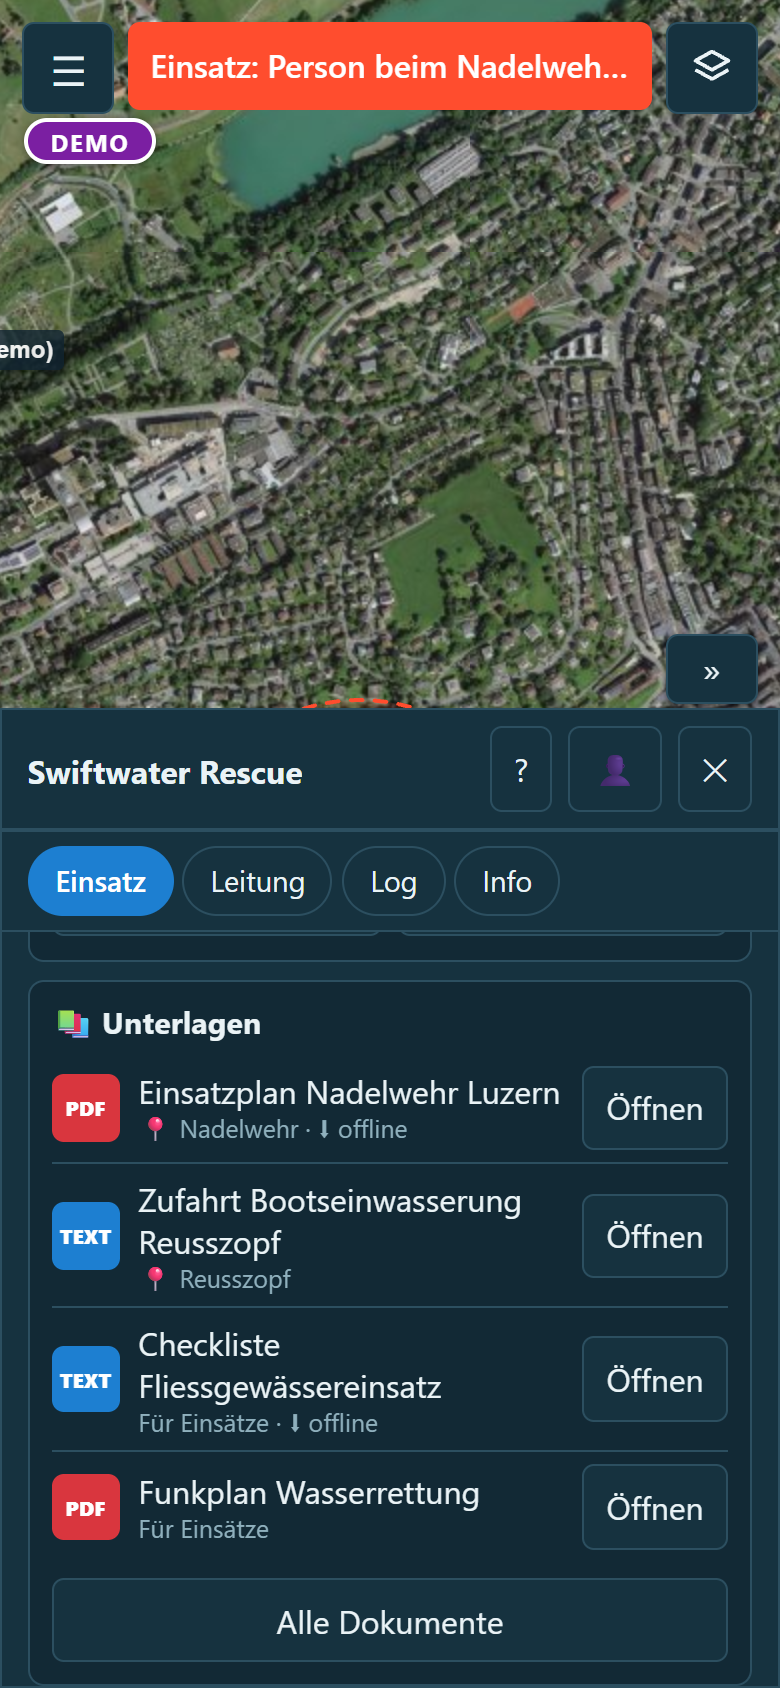 Einsatz: Person beim Nadelweh...
DEMO
emo)
»
Swiftwater Rescue
?
Einsatz
Leitung
Log
Info
Unterlagen
PDF
Einsatzplan Nadelwehr Luzern
Nadelwehr · ⬇ offline
Öffnen
TEXT
Zufahrt Bootseinwasserung
Reusszopf
Reusszopf
Öffnen
TEXT
Checkliste
Fliessgewässereinsatz
Für Einsätze · ⬇ offline
Öffnen
PDF
Funkplan Wasserrettung
Für Einsätze
Öffnen
Alle Dokumente